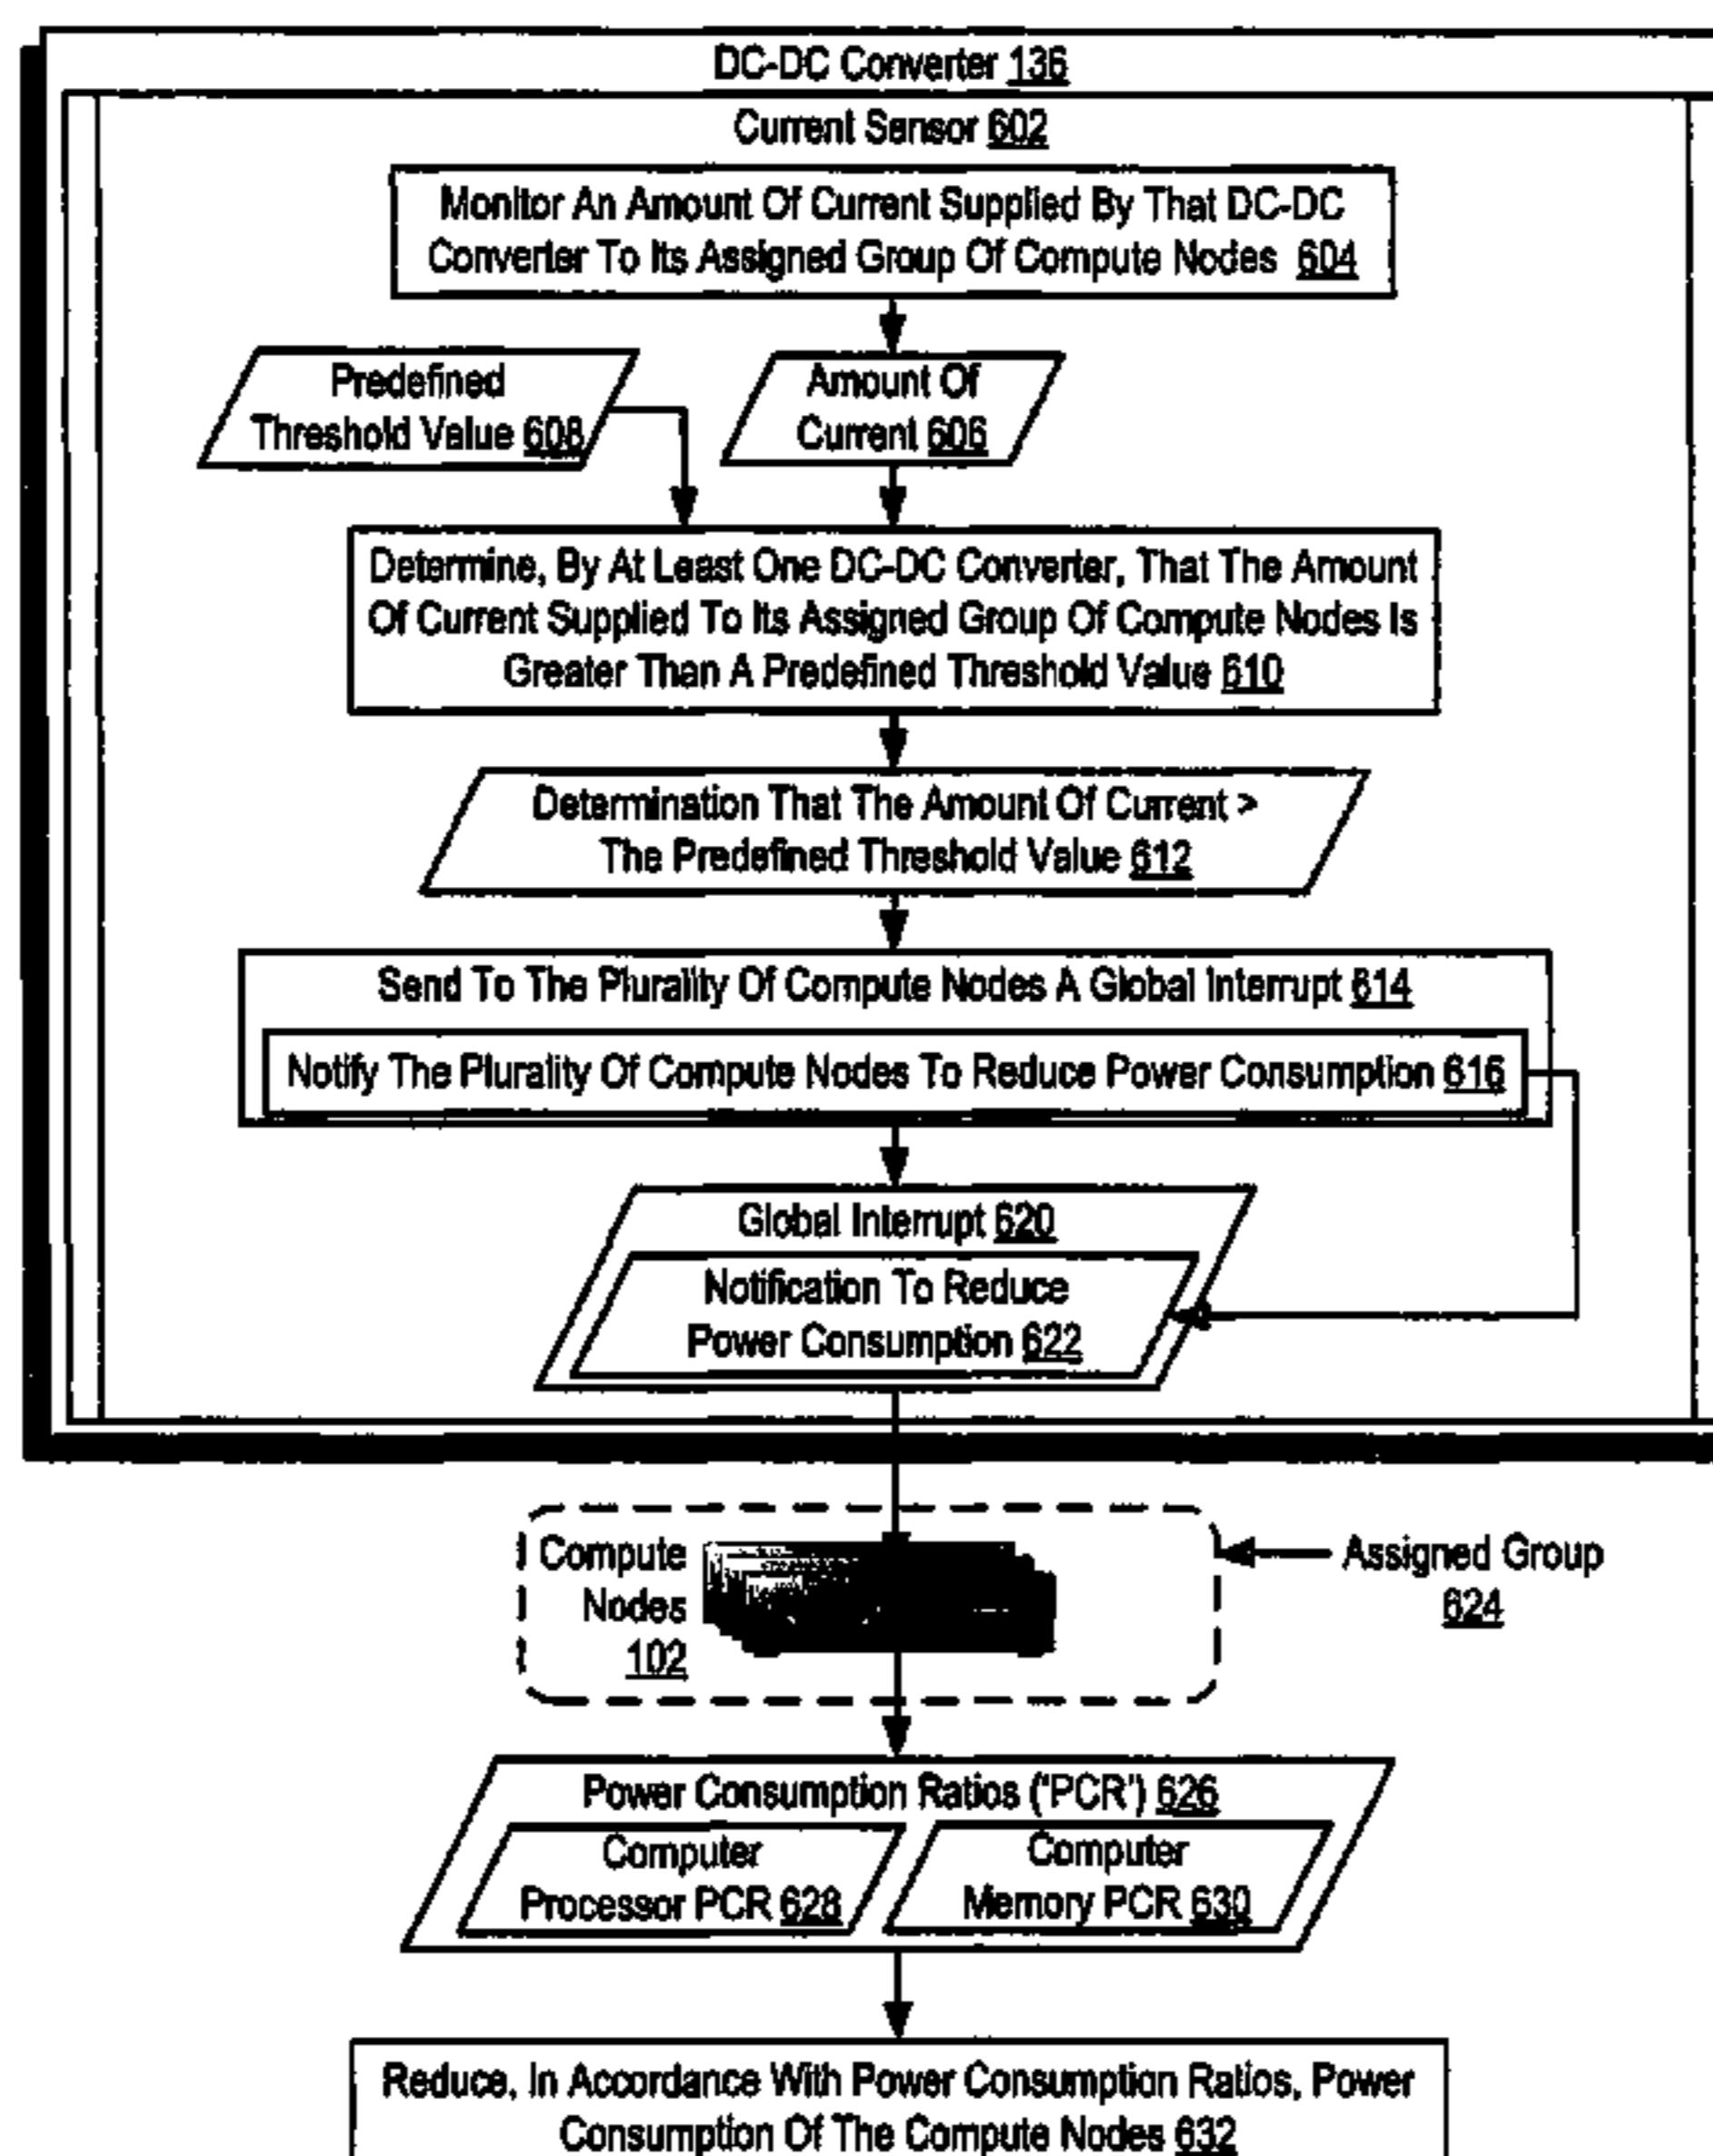 DC-DC Converter 136
Current Sensor 602
Monitor An Amount Of Current Supplied By That DC-DC
Converter To Its Assigned Group Of Compute Nodes 604
Predefined
Threshold Value 608
Amount Of
Current 606
Determine, By At Least One DC-DC Converter, That The Amount
Of Current Supplied To Its Assigned Group Of Compute Nodes Is
Greater Than A Predefined Threshold Value 610
Determination That The Amount Of Current >
The Predefined Threshold Value 612
Send To The Plurality Of Compute Nodes A Global Interrupt 614
Notify The Plurality Of Compute Nodes To Reduce Power Consumption 616
Global Interrupt 620
Notification To Reduce
Power Consumption 622
Compute
Nodes
102
Assigned Group
624
Power Consumption Ratios ('PCR') 626
Computer
Processor PCR 628
Computer
Memory PCR 630
Reduce, In Accordance With Power Consumption Ratios, Power
Consumption Of The Compute Nodes 632